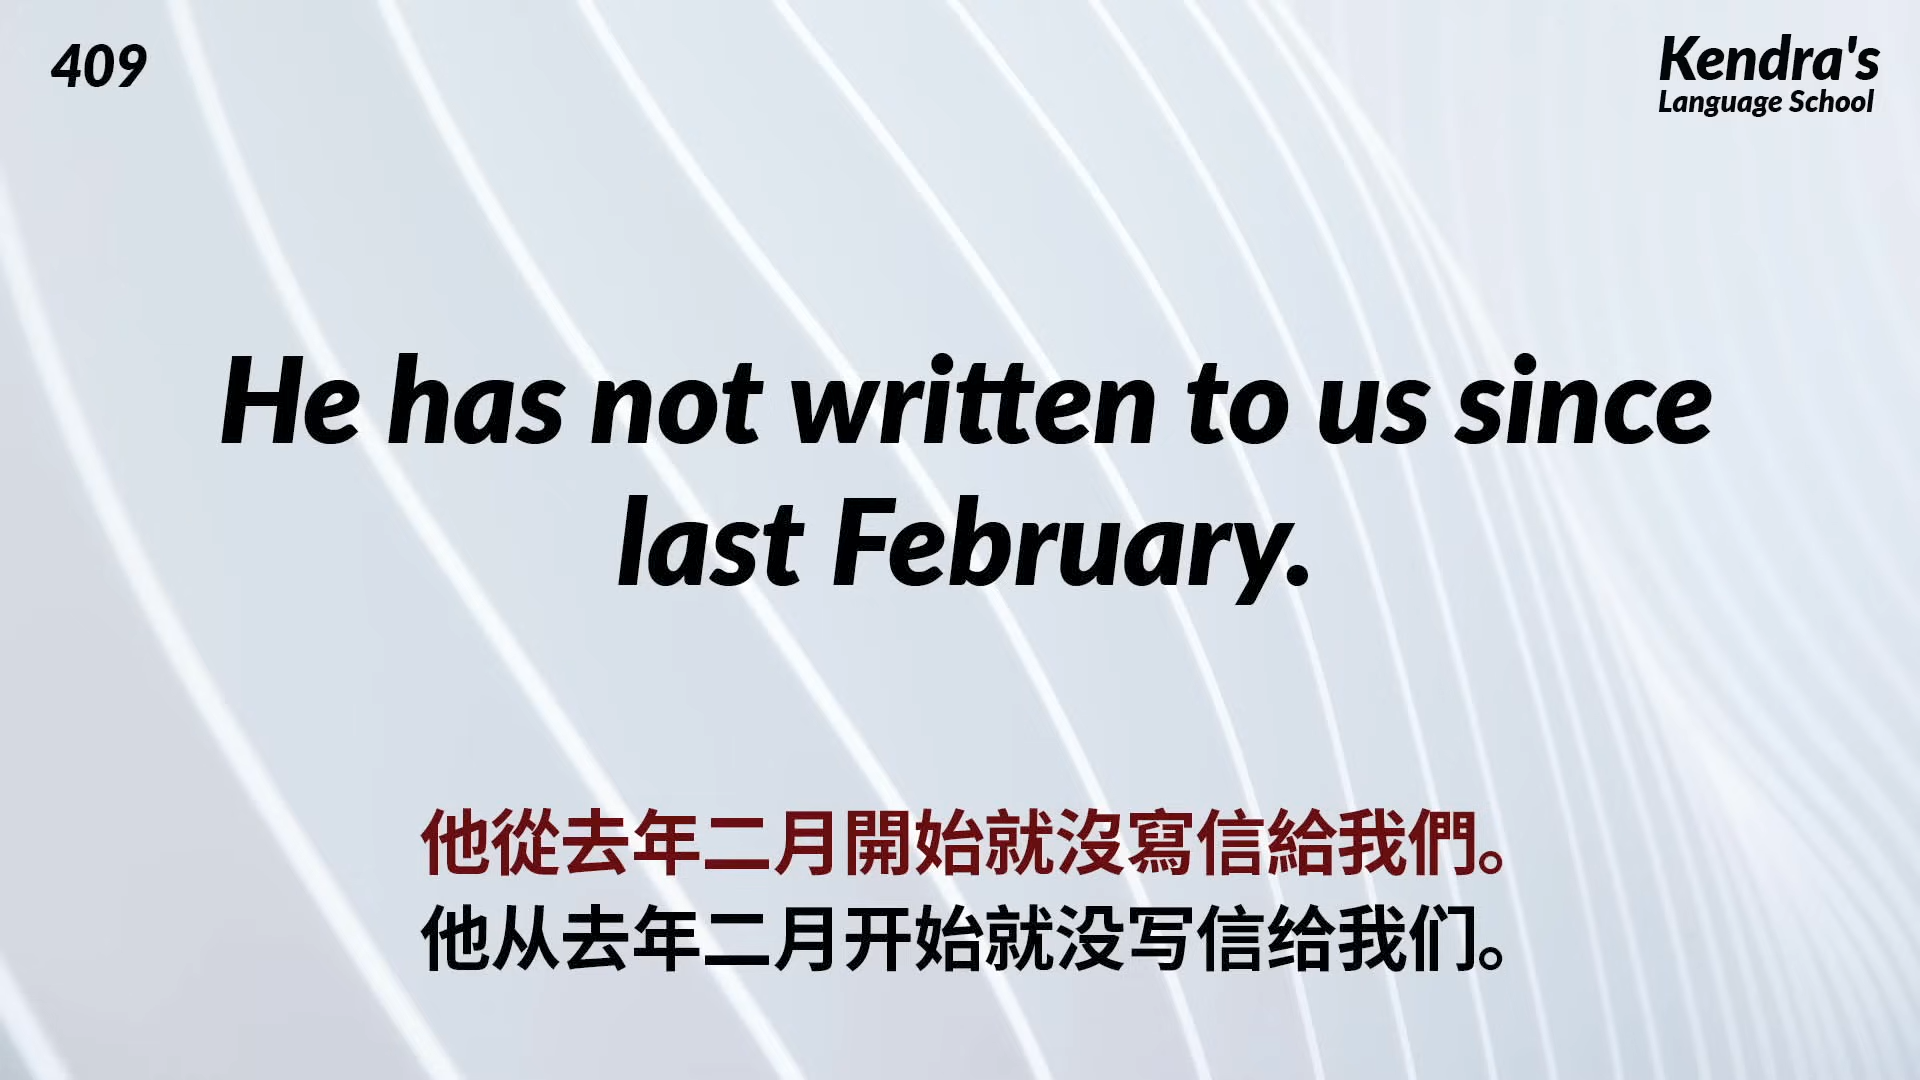 409
Kendra's
Language School
He has not written to us since
last February.
他從去年二月開始就沒寫信給我們。
他从去年二月开始就没写信给我们。